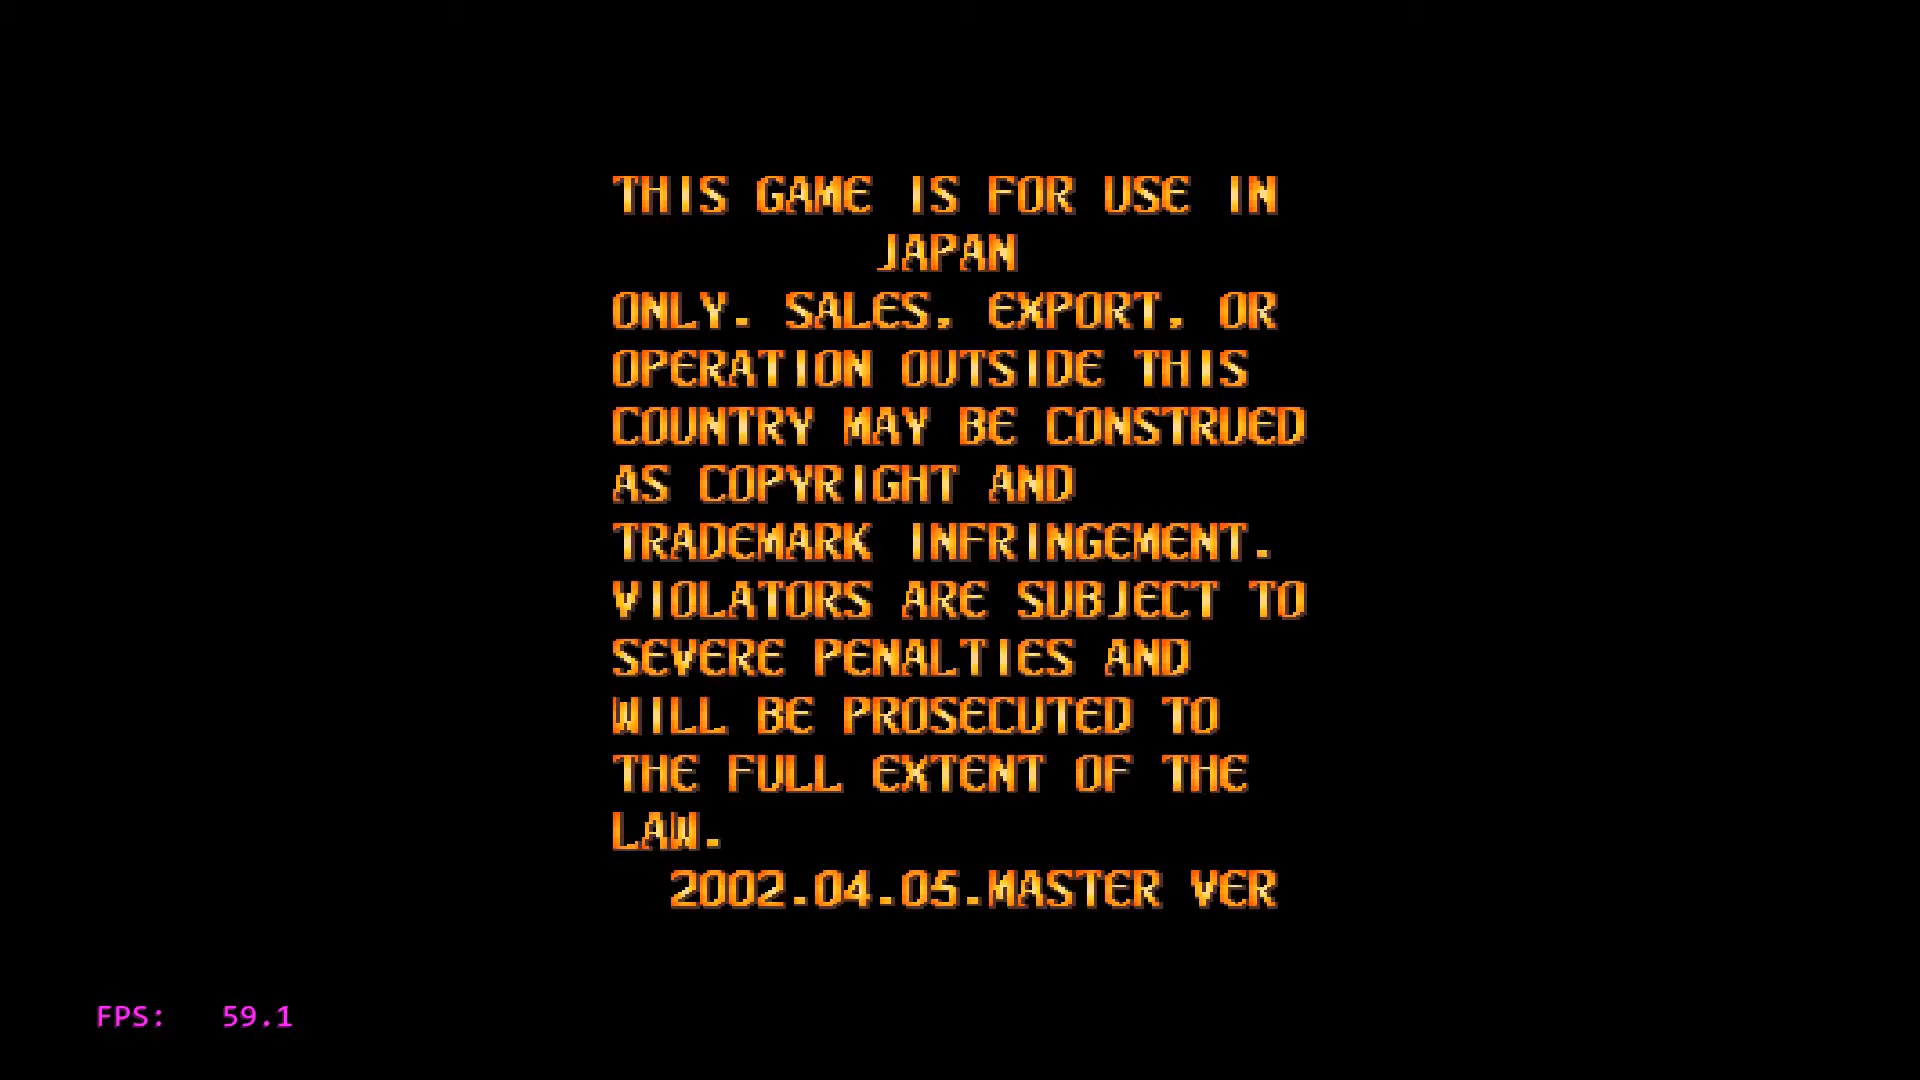 THIS GAME IS FOR USE IN
JAPAN
ONLY. SALES, EXPORT, OR
OPERATION OUTSIDE THIS
COUNTRY MAY BE CONSTRUED
AS COPYRIGHT AND
TRADEMARK INFRINGEMENT.
VIOLATORS ARE SUBJECT TO
SEVERE PENALTIES AND
WILL BE PROSECUTED TO
THE FULL EXTENT OF THE
LAW.
2002.04.05.MASTER VER
FPS: 59.1